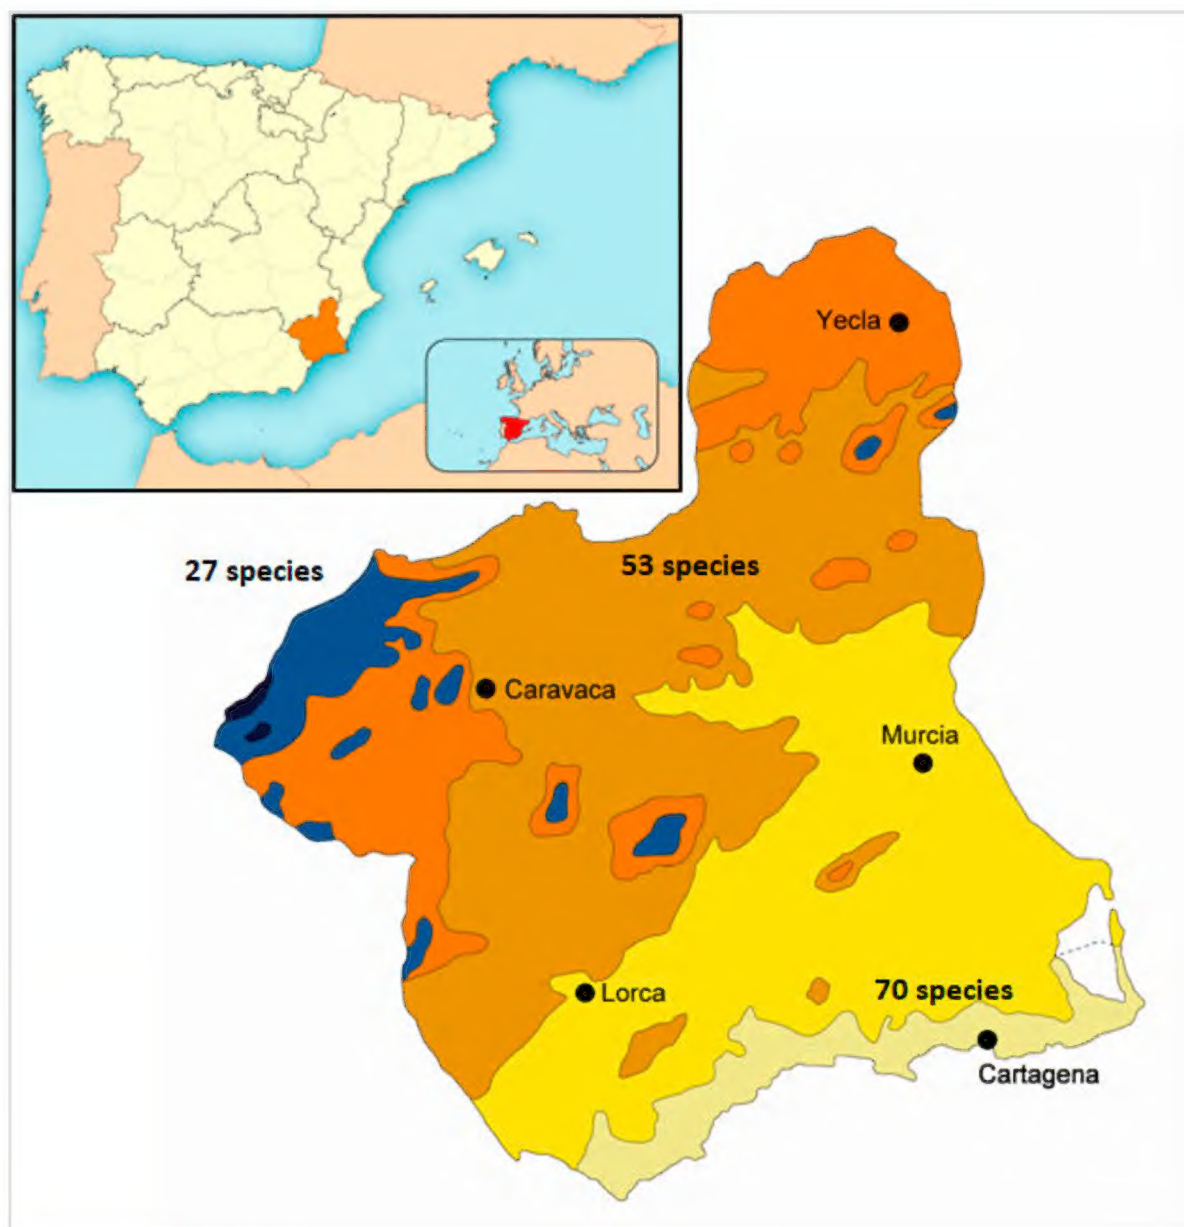 Yecla
27 species
53 species
Caravaca
Murcia
70 species
Lorca
Cartagena